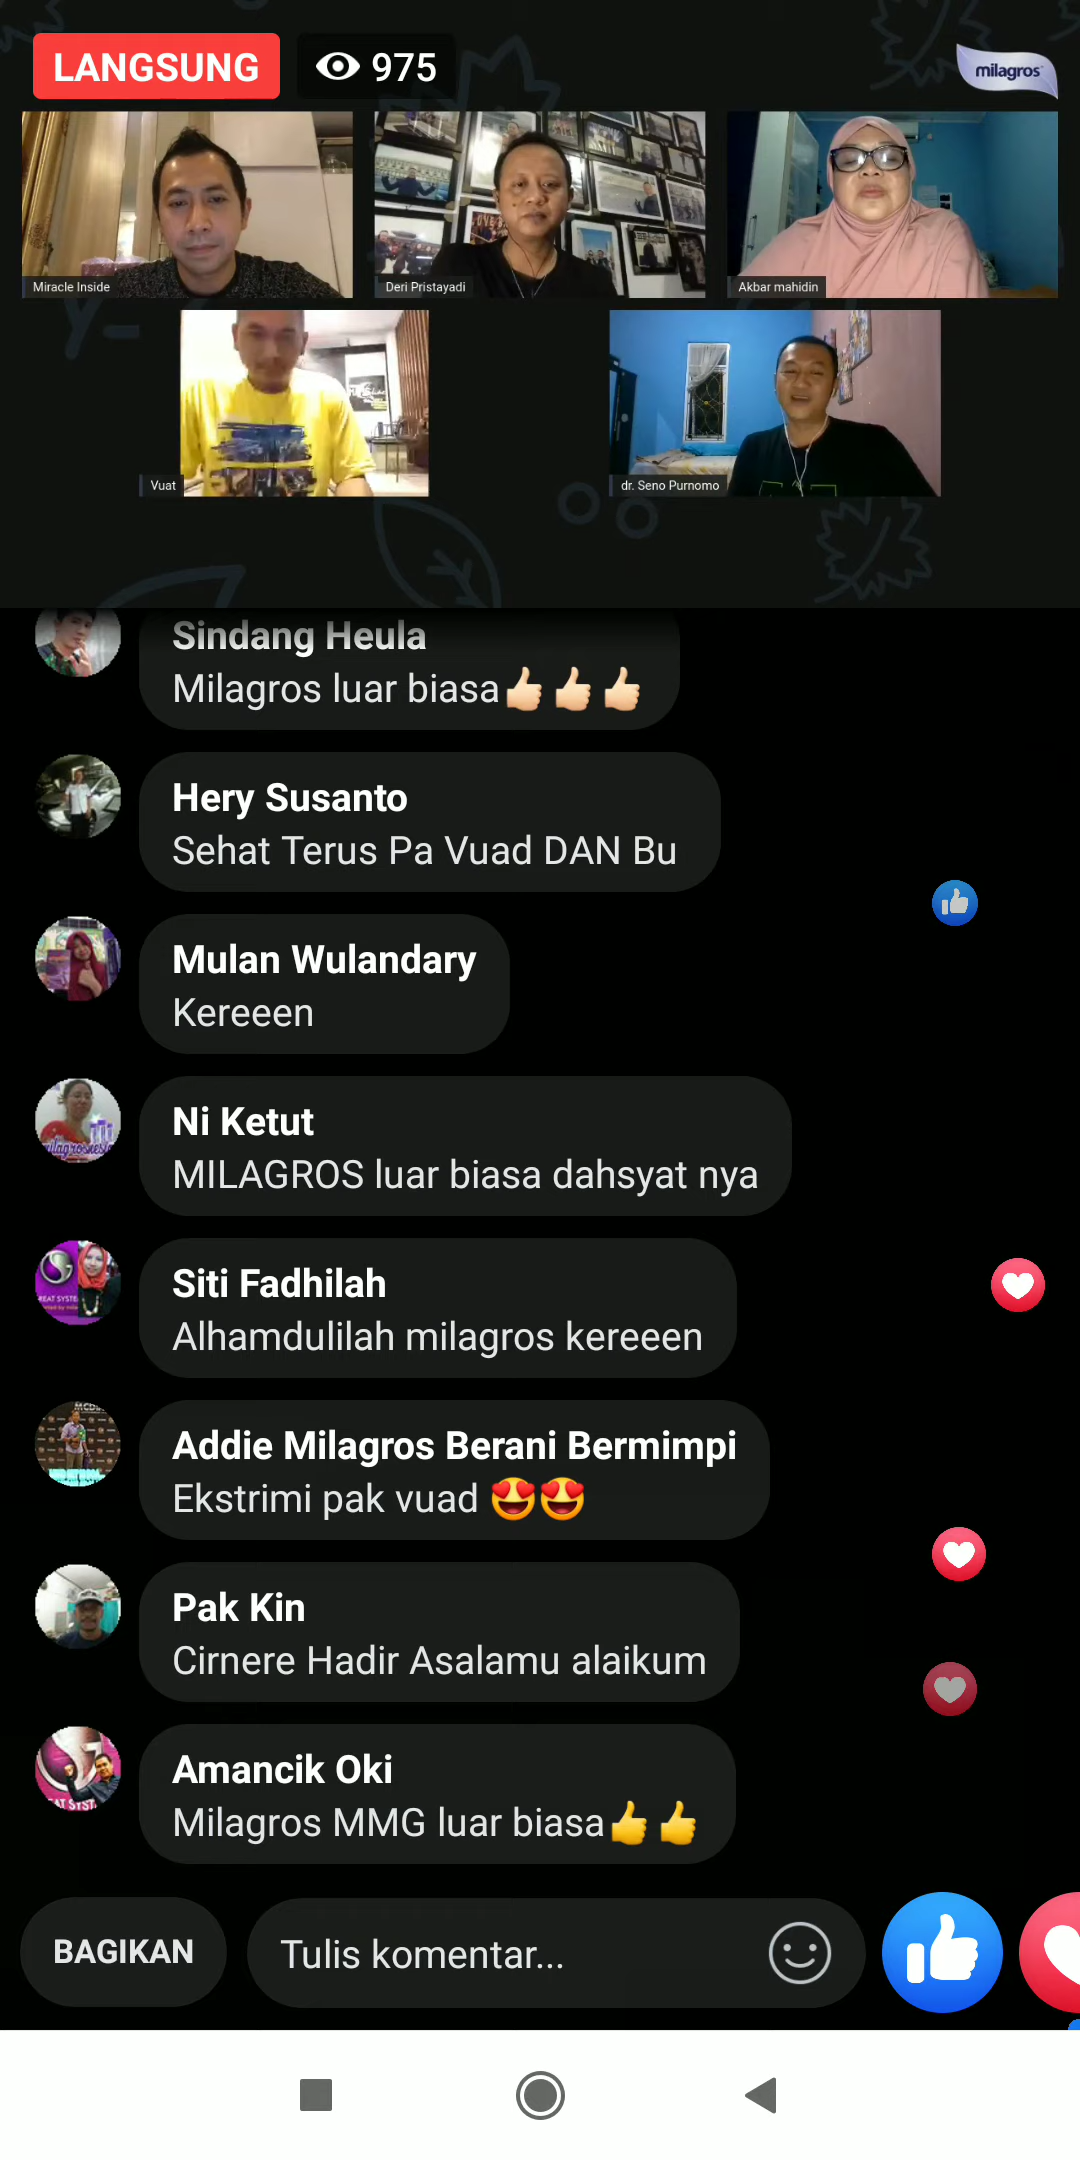 LANGSUNG
975
milagros
Miracle Inside
Deri Pristayadi
Akbar mahidin
Vuat
dr. Seno Purnomo
Sindang Heula
Milagros luar biasa👍🏻👍🏻👍🏻
Hery Susanto
Sehat Terus Pa Vuad DAN Bu
Mulan Wulandary
Kereeen
Ni Ketut
MILAGROS luar biasa dahsyat nya
Siti Fadhilah
Alhamdulilah milagros kereeen
Addie Milagros Berani Bermimpi
Ekstrimi pak vuad 😍😍
Pak Kin
Cirnere Hadir Asalamu alaikum
Amancik Oki
Milagros MMG luar biasa👍👍
BAGIKAN
Tulis komentar...